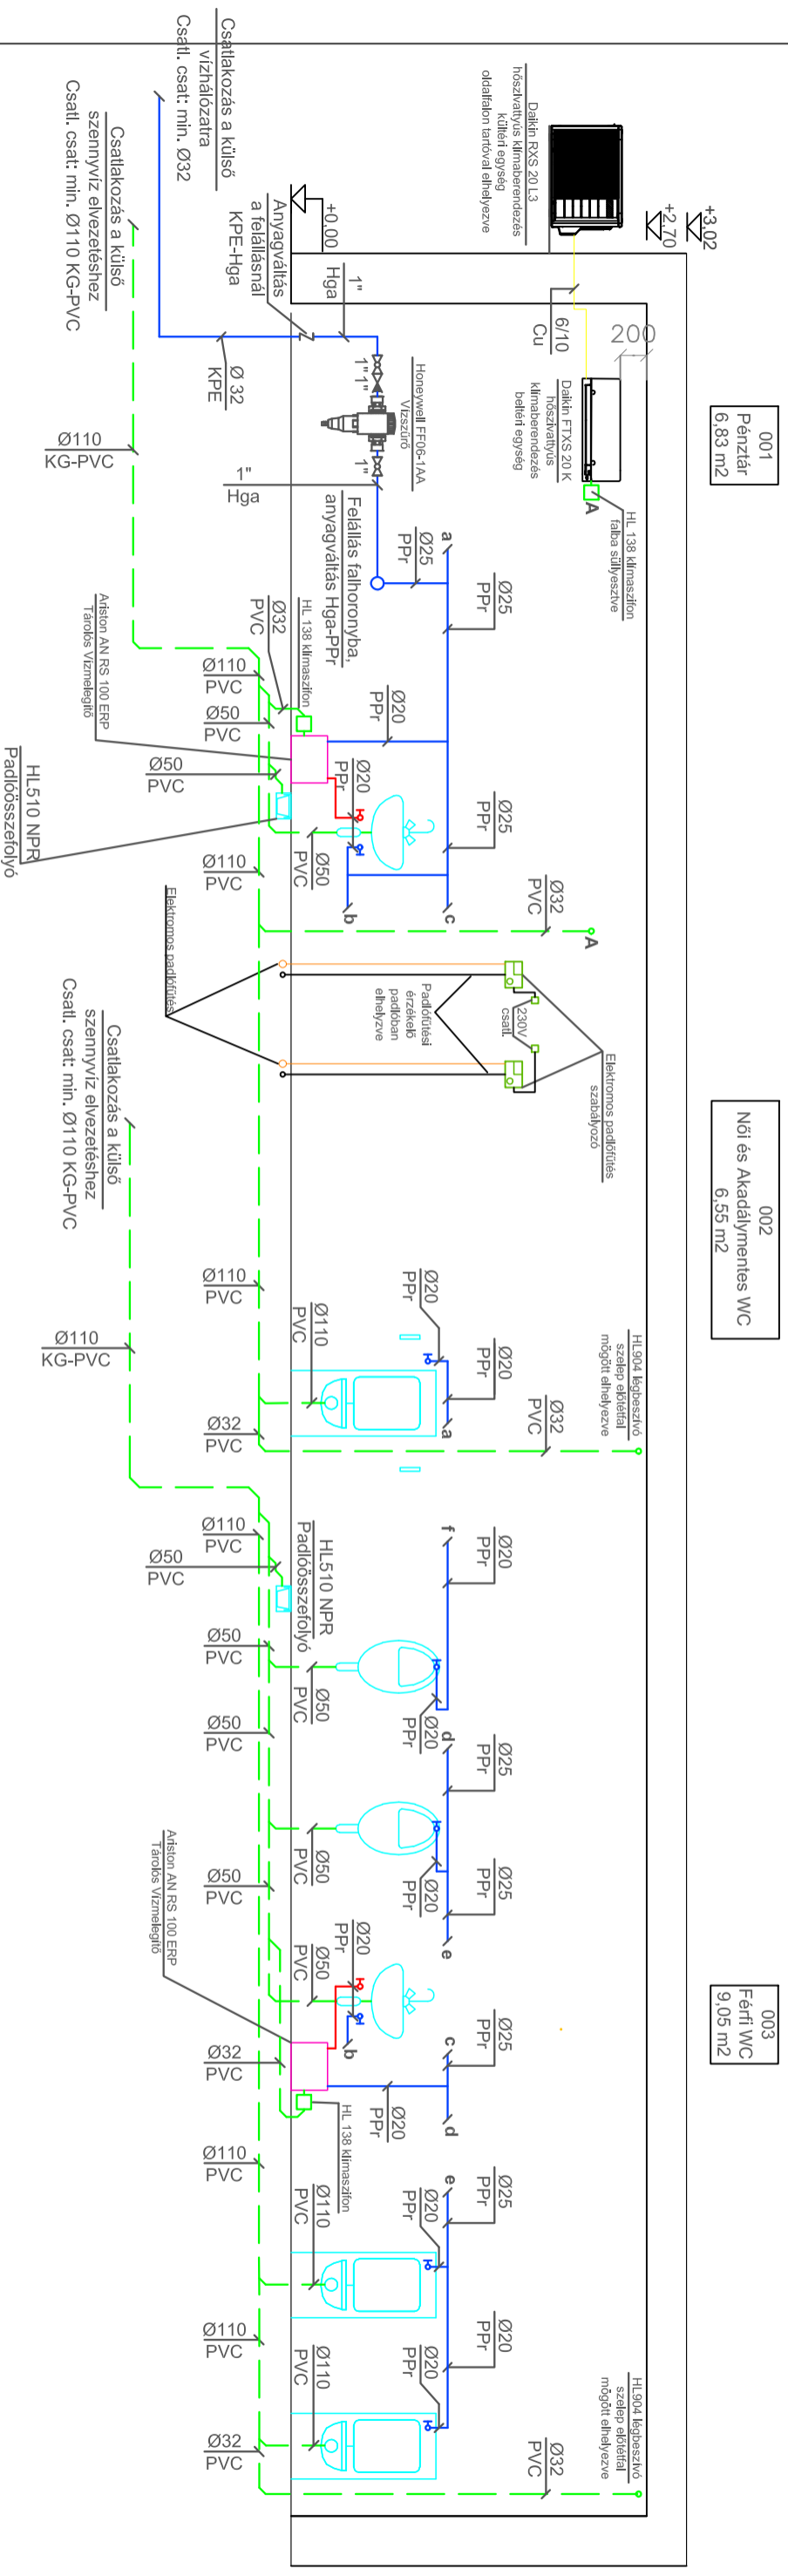 +3,02
+2,70
+0,00
Daikin RXS 20 L3
hőszivattyús klímaberendezés
kültéri egység
oldalfalon tartóval elhelyezve
6/10
Cu
200
Daikin FTXS 20 K
hőszivattyús
klímaberendezés
beltéri egység
A
HL 138 klímaszifon
falba süllyesztve
001
Pénztár
6,83 m2
Csatlakozás a külső
vízhálózatra
Csatl. csat: min. Ø32
Csatlakozás a külső
szennyvíz elvezetéshez
Csatl. csat: min. Ø110 KG-PVC
Anyagváltás
a felállásnál
KPE-Hga
1"
Hga
Ø 32
KPE
1"
1"
Honeywell FF06-1AA
Vízszűrő
1"
1"
Hga
Ø110
KG-PVC
Felállás falhoronyba,
anyagváltás Hga-PPr
a
Ø25
PPr
Ø25
PPr
HL 138 klímaszifon
Ø32
PVC
Ariston AN RS 100 ERP
Tárolós Vízmelegítő
Ø110
PVC
Ø50
PVC
Ø50
PVC
HL510 NPR
Padlóösszefolyó
Ø20
PPr
Ø20
PPr
Ø25
PPr
Ø50
PVC
b
c
Ø110
PVC
Ø32
PVC
A
Elektromos padlófűtés
Padlófűtési
érzékelő
padlóban
elhelyzve
230V
csatl.
Elektromos padlófűtés
szabályozó
002
Női és Akadálymentes WC
6,55 m2
Csatlakozás a külső
szennyvíz elvezetéshez
Csatl. csat: min. Ø110 KG-PVC
Ø110
PVC
Ø110
PVC
Ø20
PPr
Ø20
PPr
a
Ø110
KG-PVC
Ø32
PVC
Ø32
PVC
HL904 légbeszívó
szelep előtétfal
mögött elhelyezve
Ø110
PVC
Ø50
PVC
HL510 NPR
Padlóösszefolyó
f
Ø20
PPr
Ø50
PVC
Ø50
PVC
Ø20
PPr
d
Ø25
PPr
Ø50
PVC
Ø50
PVC
Ø20
PPr
Ø25
PPr
e
Ø50
PVC
Ariston AN RS 100 ERP
Tárolós Vízmelegítő
Ø50
PVC
Ø20
PPr
b
c
Ø25
PPr
d
Ø32
PVC
Ø20
PPr
HL 138 klímaszifon
003
Férfi WC
9,05 m2
Ø110
PVC
e
Ø25
PPr
Ø20
PPr
Ø110
PVC
Ø110
PVC
Ø20
PPr
Ø20
PPr
Ø110
PVC
Ø32
PVC
Ø32
PVC
HL904 légbeszívó
szelep előtétfal
mögött elhelyezve